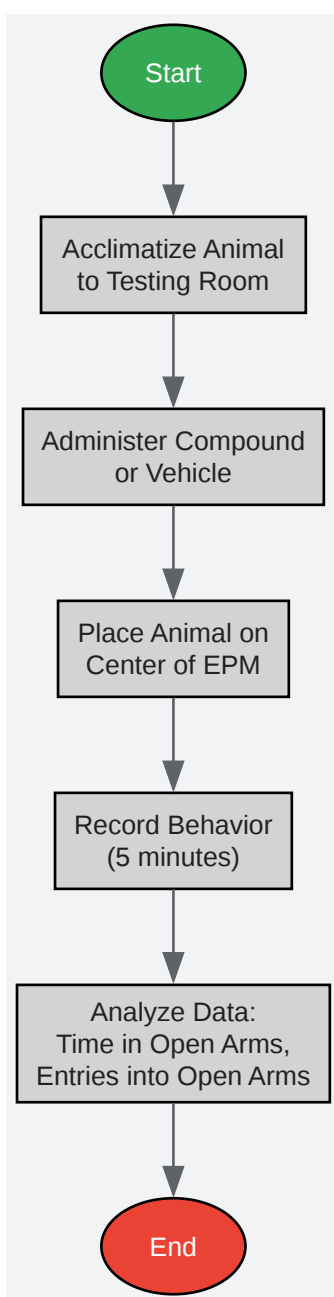 Start
Acclimatize Animal
to Testing Room
Administer Compound
or Vehicle
Place Animal on
Center of EPM
Record Behavior
(5 minutes)
Analyze Data:
Time in Open Arms,
Entries into Open Arms
End